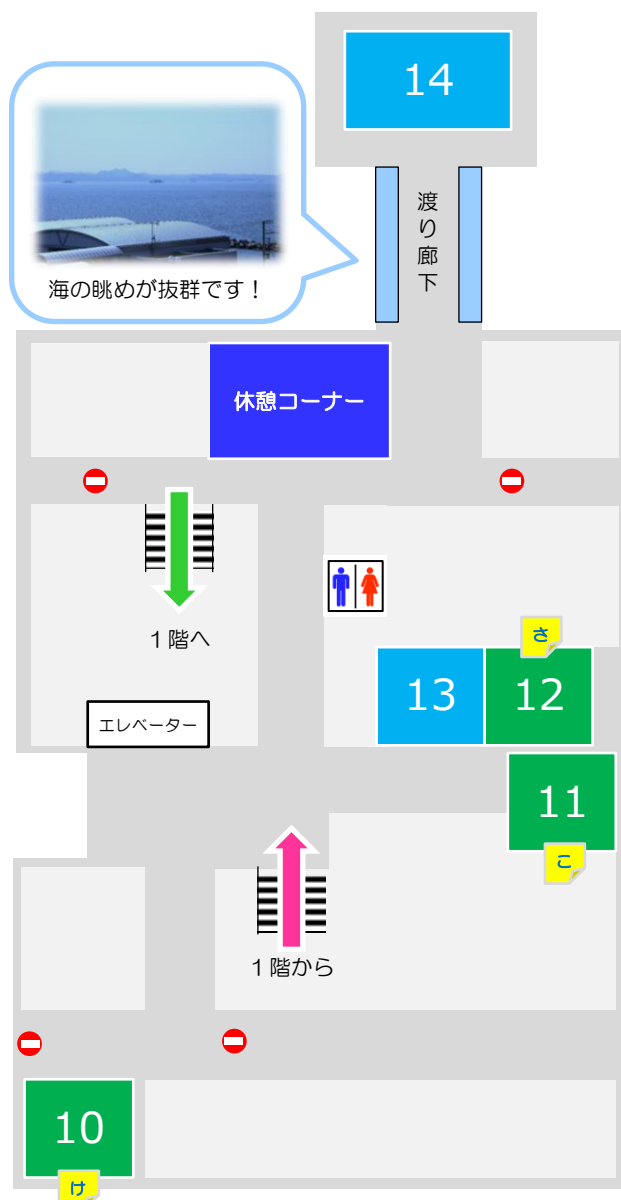 14
渡り廊下
海の眺めが抜群です！
休憩コーナー
１階へ
さ
13
12
エレベーター
11
こ
１階から
10
け